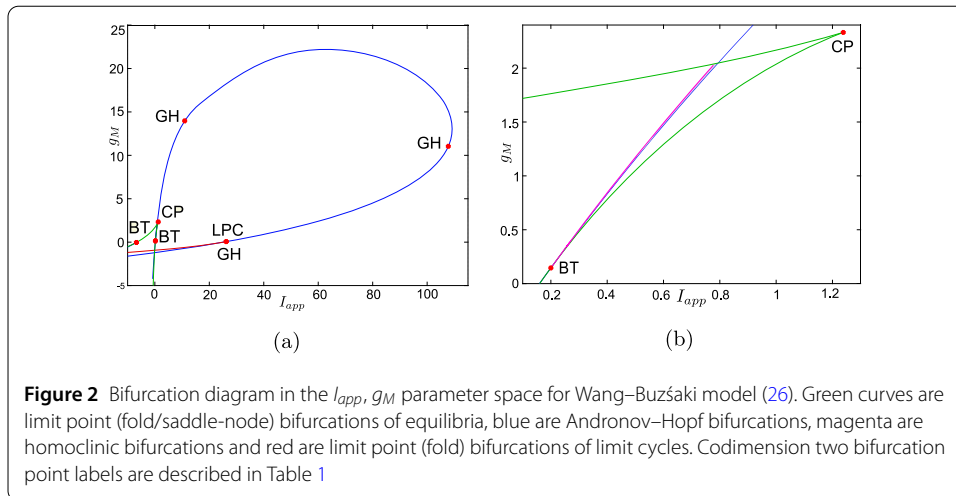 25
20
15
10
5
0
-5
g_M
GH
GH
CP
BT
BT
LPC
GH
0 20 40 60 80 100
I_app
(a)
2
1.5
1
0.5
0
g_M
CP
BT
0.2 0.4 0.6 0.8 1 1.2
I_app
(b)
Figure 2 Bifurcation diagram in the I_app, g_M parameter space for Wang–Buzśaki model (26). Green curves are
limit point (fold/saddle-node) bifurcations of equilibria, blue are Andronov–Hopf bifurcations, magenta are
homoclinic bifurcations and red are limit point (fold) bifurcations of limit cycles. Codimension two bifurcation
point labels are described in Table 1